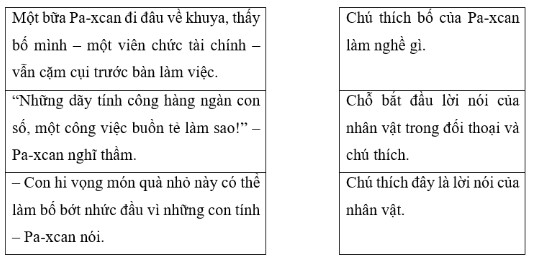 Một bữa Pa-xcan đi đâu về khuya, thấy
bố mình – một viên chức tài chính –
vẫn cặm cụi trước bàn làm việc.
Chú thích bố của Pa-xcan
làm nghề gì.
“Những dãy tính công hàng ngàn con
số, một công việc buồn tẻ làm sao!” –
Pa-xcan nghĩ thầm.
Chỗ bắt đầu lời nói của
nhân vật trong đối thoại và
chú thích.
– Con hi vọng món quà nhỏ này có thể
làm bố bớt nhức đầu vì những con tính
– Pa-xcan nói.
Chú thích đây là lời nói của
nhân vật.